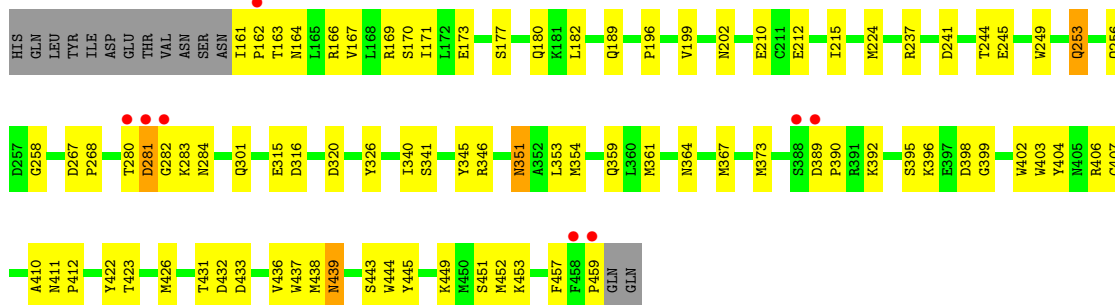 HIS GLN LEU TYR ILE ASP GLU THR VAL ASN SER ASN I161 P162 T163 N164 L165 R166 V167 L168 R169 S170 I171 L172 E173 S177 Q180 K181 L182 Q189 P196 V199 N202 E210 C211 E212 I215 M224 R237 D241 T244 E245 W249 Q253
D257 G258 D267 P268 T280 D281 G282 K283 N284 Q301 E315 D316 D320 Y326 I340 S341 Y345 R346 N351 A352 L353 M354 Q359 L360 M361 N364 M367 M373 S388 D389 P390 R391 K392 S395 K396 E397 D398 G399 W402 W403 Y404 N405 R406
A410 N411 P412 Y422 T423 M426 T431 D432 D433 V436 W437 M438 N439 S443 W444 Y445 K449 M450 S451 M452 K453 F457 F458 P459 GLN GLN